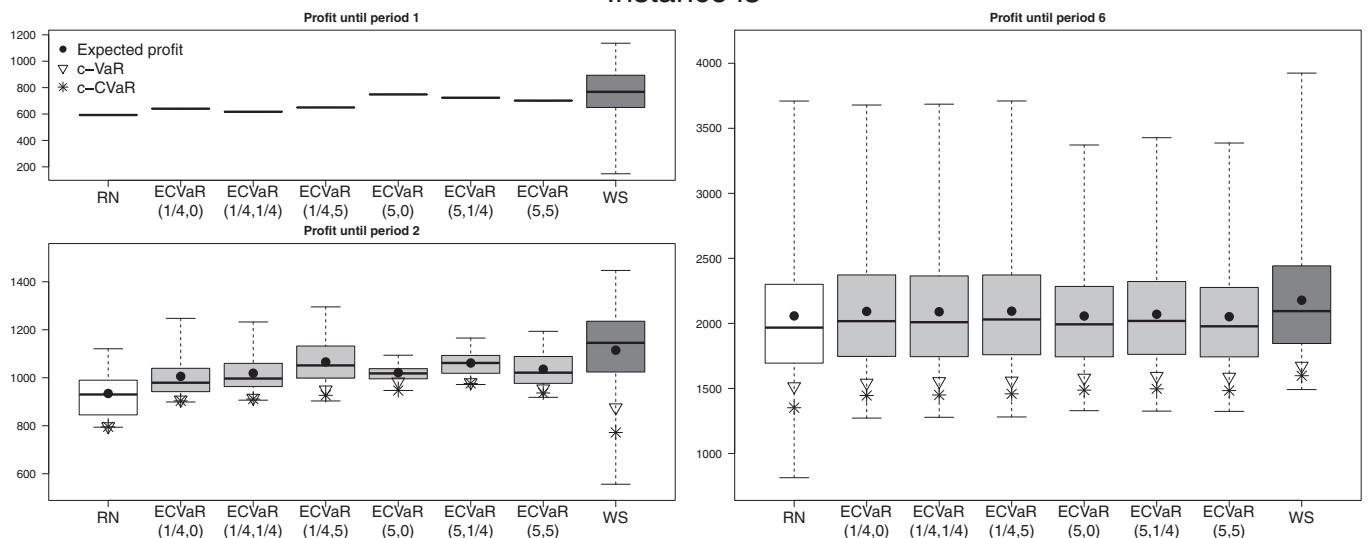 Profit until period 1
1200
1000
800
600
400
200
Expected profit
c−VaR
c−CVaR
RN ECVaR ECVaR ECVaR ECVaR ECVaR ECVaR WS
(1/4,0) (1/4,1/4) (1/4,5) (5,0) (5,1/4) (5,5)
Profit until period 2
1400
1200
1000
800
600
RN ECVaR ECVaR ECVaR ECVaR ECVaR ECVaR WS
(1/4,0) (1/4,1/4) (1/4,5) (5,0) (5,1/4) (5,5)
Profit until period 6
4000
3500
3000
2500
2000
1500
1000
RN ECVaR ECVaR ECVaR ECVaR ECVaR ECVaR WS
(1/4,0) (1/4,1/4) (1/4,5) (5,0) (5,1/4) (5,5)